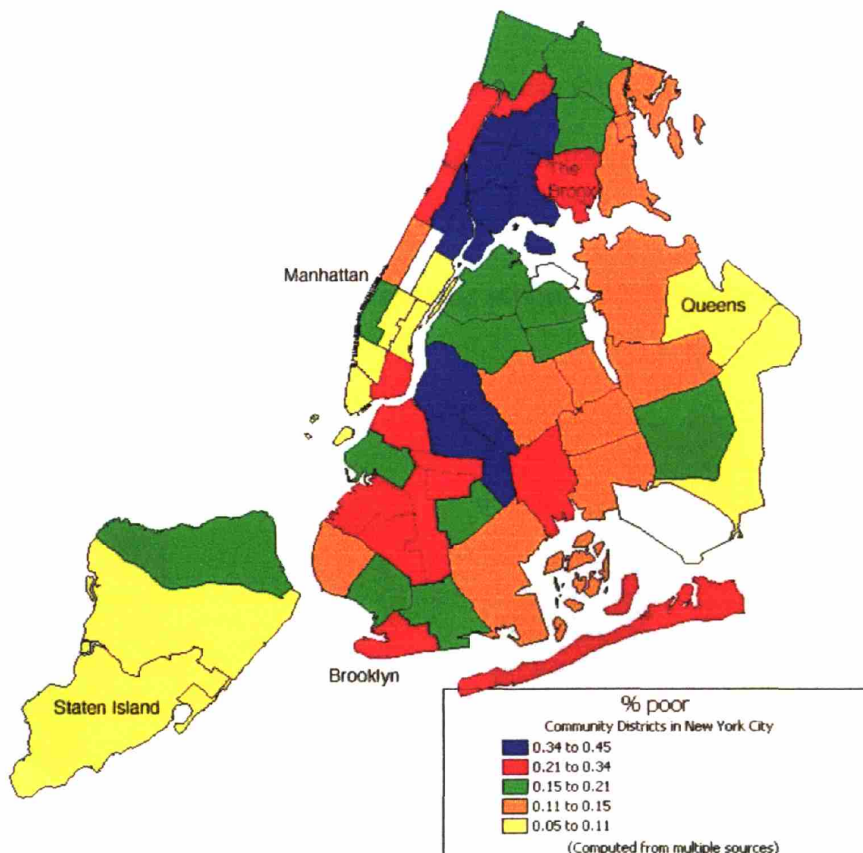 The
Bronx
Manhattan
Queens
Staten Island
Brooklyn
% poor
Community Districts in New York City
0.34 to 0.45
0.21 to 0.34
0.15 to 0.21
0.11 to 0.15
0.05 to 0.11
(Computed from multiple sources)